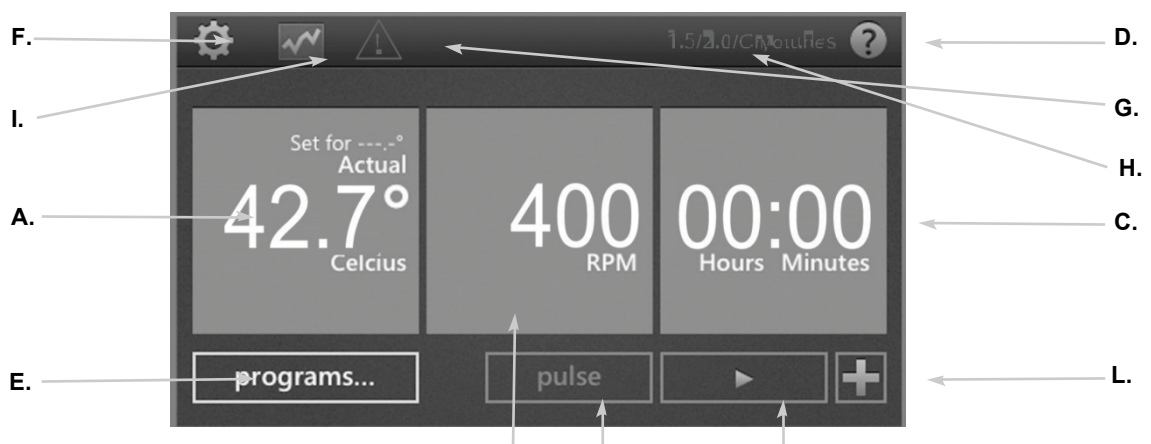 F.
D.
I.
G.
Set for ---.-°
Actual
H.
A.
42.7°
400
00:00
C.
Celcius
RPM
Hours Minutes
E.
programs...
pulse
L.